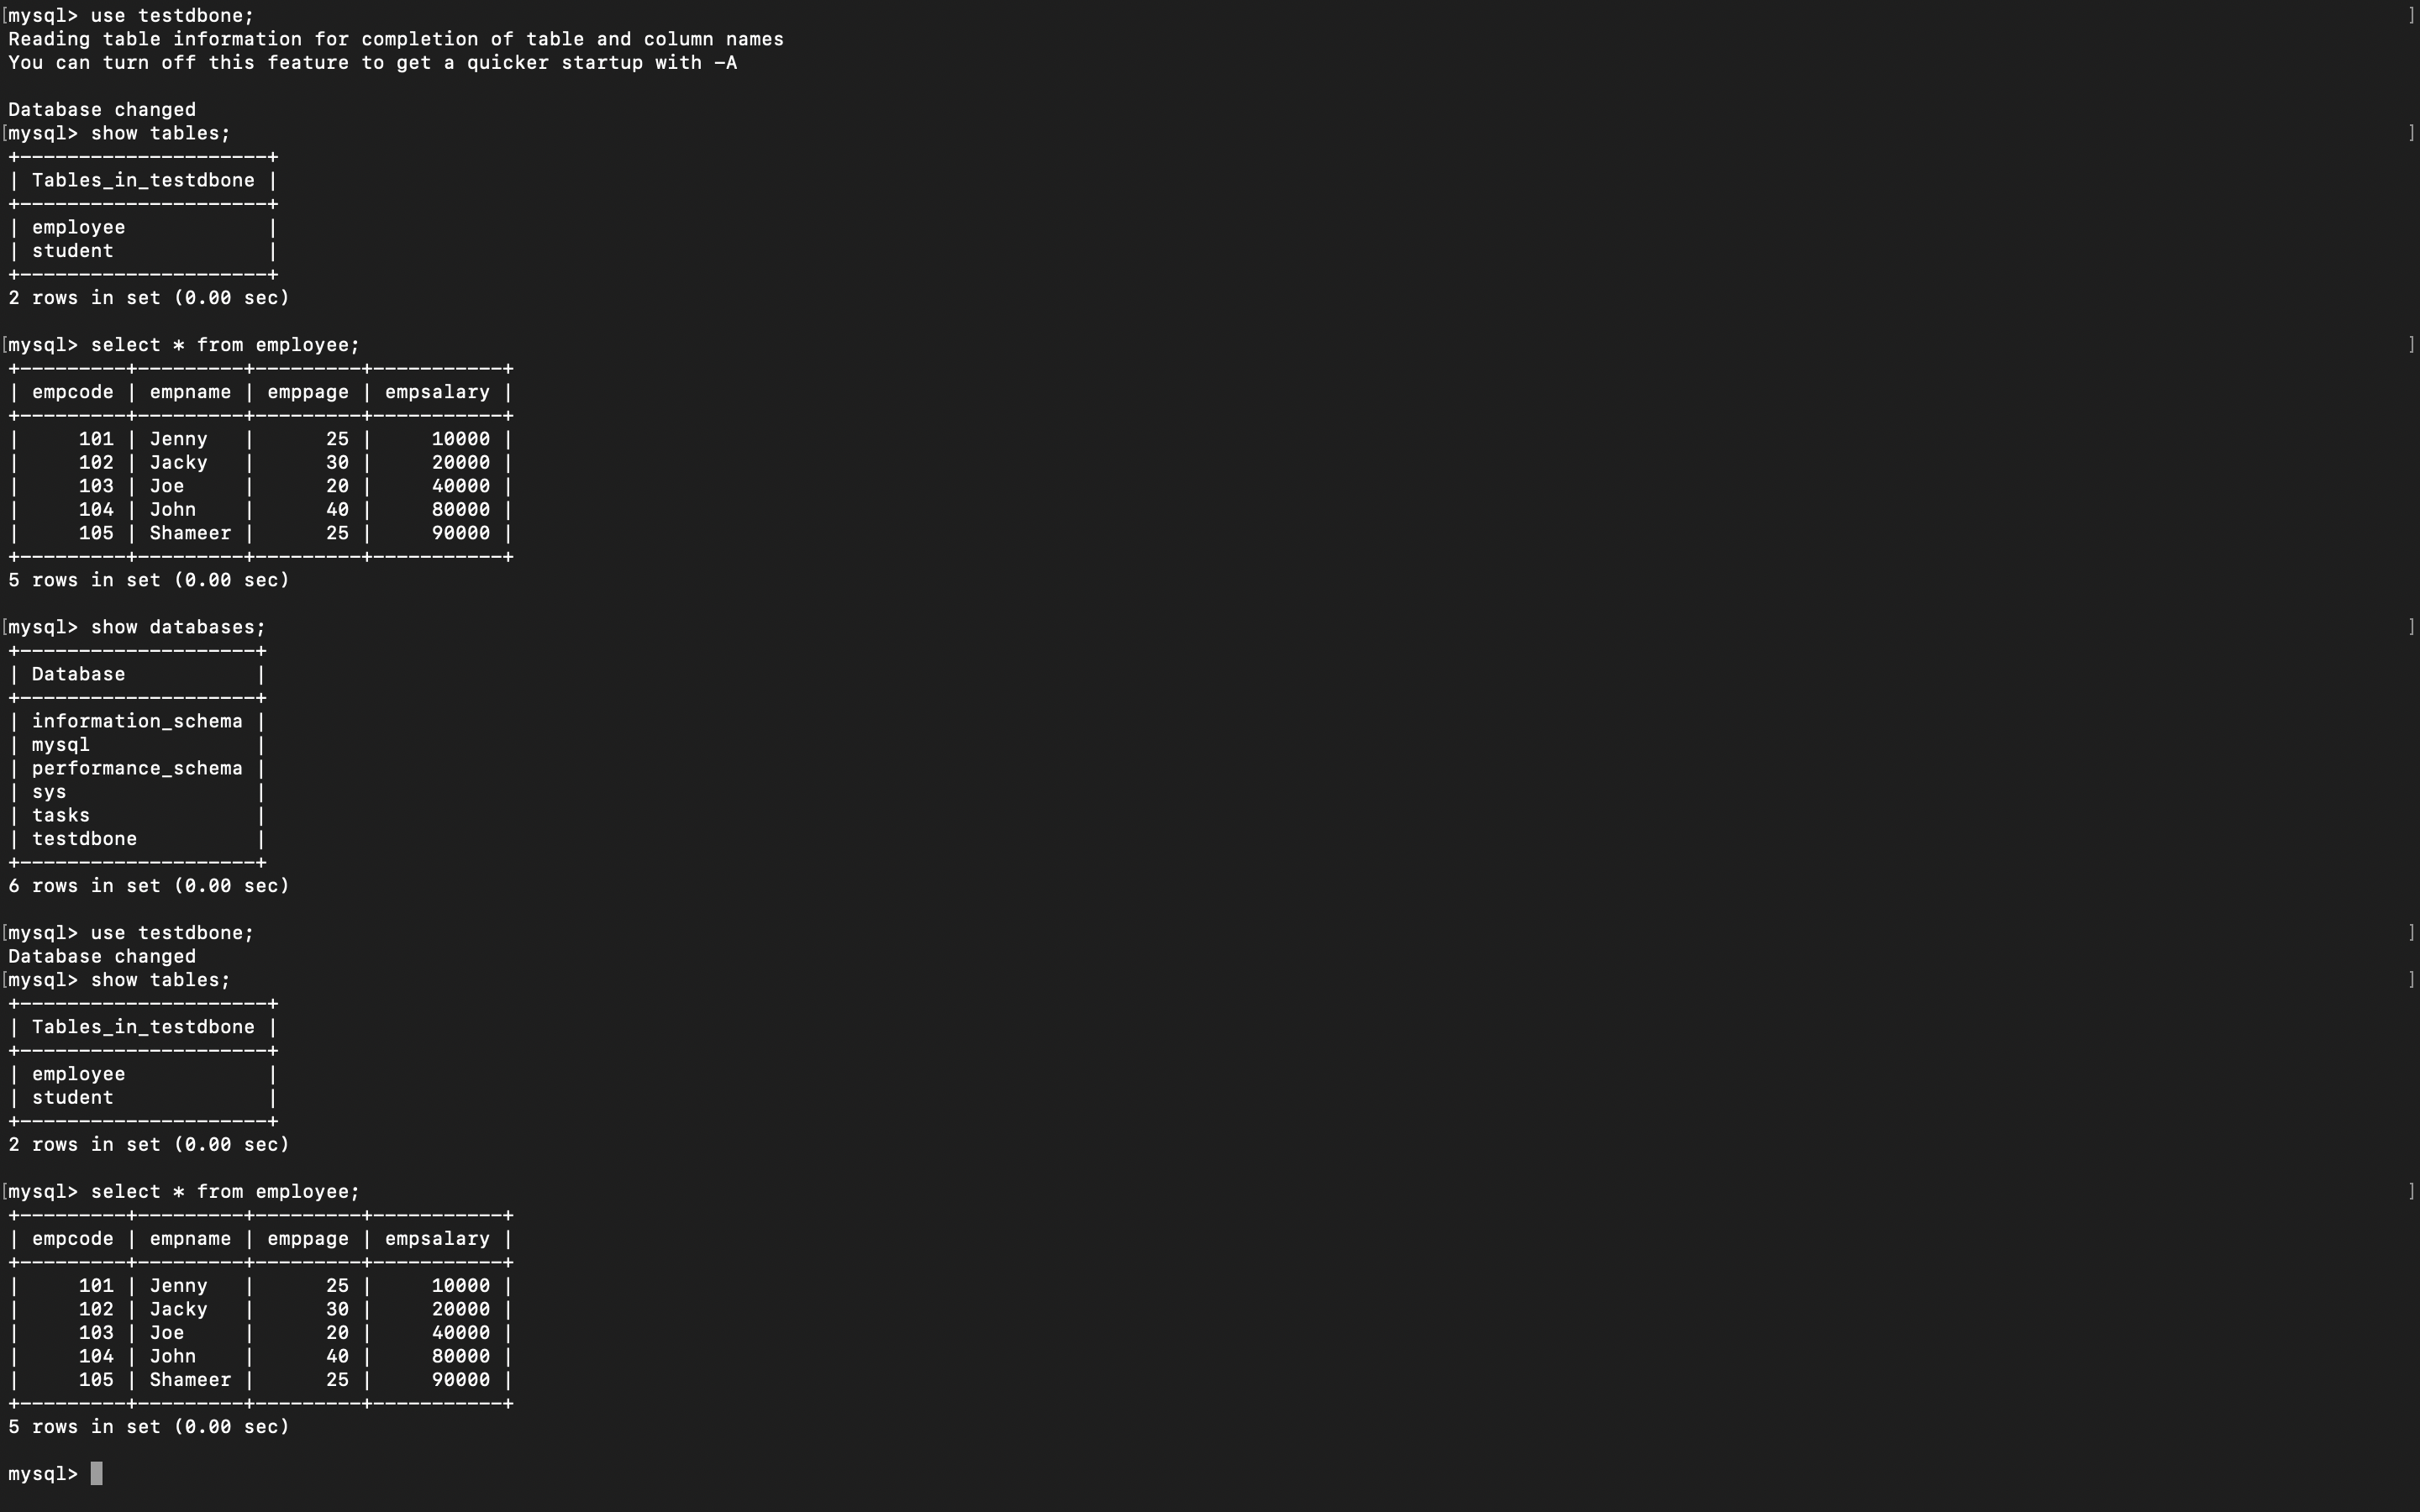 [mysql> use testdbone; ]
Reading table information for completion of table and column names
You can turn off this feature to get a quicker startup with -A

Database changed
[mysql> show tables; ]
+---------------------+
| Tables_in_testdbone |
+---------------------+
| employee            |
| student             |
+---------------------+
2 rows in set (0.00 sec)

[mysql> select * from employee; ]
+---------+---------+---------+-----------+
| empcode | empname | emppage | empsalary |
+---------+---------+---------+-----------+
|     101 | Jenny   |      25 |     10000 |
|     102 | Jacky   |      30 |     20000 |
|     103 | Joe     |      20 |     40000 |
|     104 | John    |      40 |     80000 |
|     105 | Shameer |      25 |     90000 |
+---------+---------+---------+-----------+
5 rows in set (0.00 sec)

[mysql> show databases; ]
+--------------------+
| Database           |
+--------------------+
| information_schema |
| mysql              |
| performance_schema |
| sys                |
| tasks              |
| testdbone          |
+--------------------+
6 rows in set (0.00 sec)

[mysql> use testdbone; ]
Database changed
[mysql> show tables; ]
+---------------------+
| Tables_in_testdbone |
+---------------------+
| employee            |
| student             |
+---------------------+
2 rows in set (0.00 sec)

[mysql> select * from employee; ]
+---------+---------+---------+-----------+
| empcode | empname | emppage | empsalary |
+---------+---------+---------+-----------+
|     101 | Jenny   |      25 |     10000 |
|     102 | Jacky   |      30 |     20000 |
|     103 | Joe     |      20 |     40000 |
|     104 | John    |      40 |     80000 |
|     105 | Shameer |      25 |     90000 |
+---------+---------+---------+-----------+
5 rows in set (0.00 sec)

mysql>